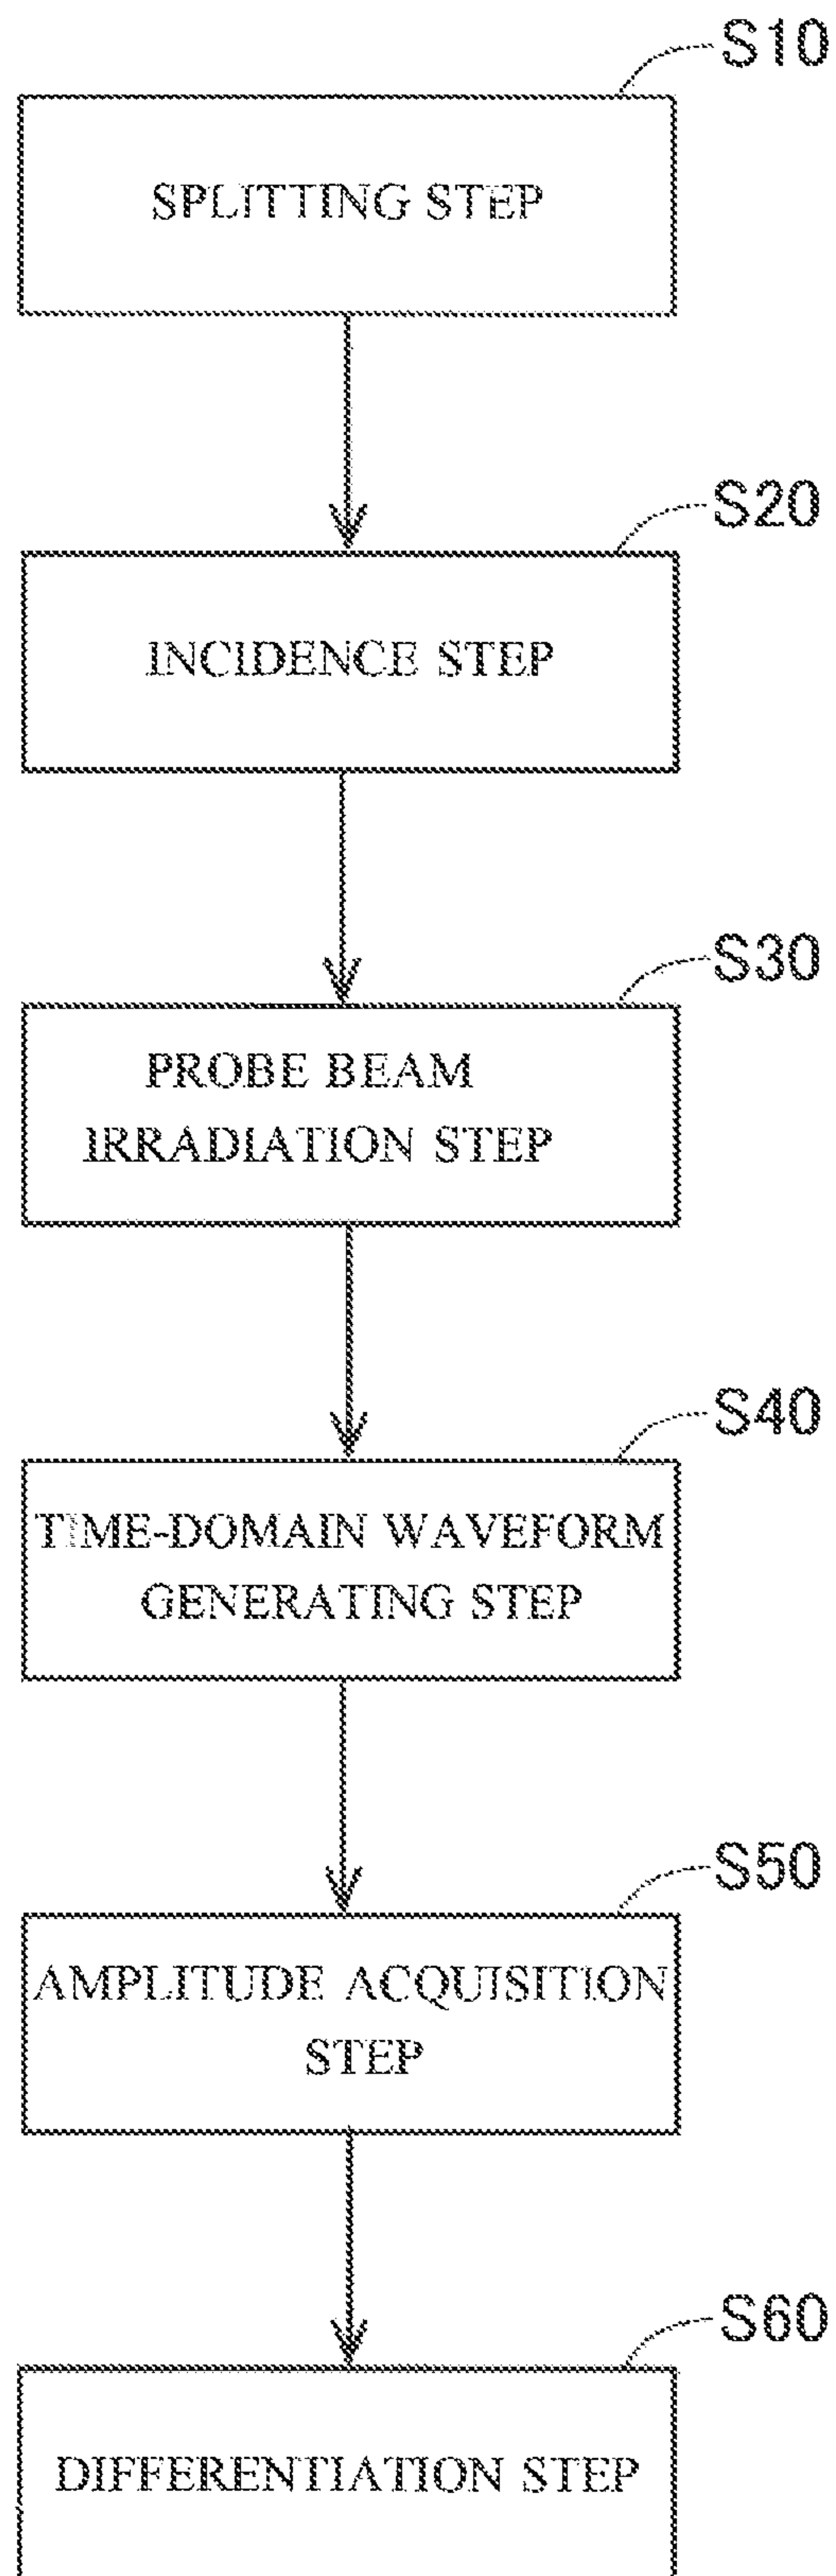 S10
SPLITTING STEP
S20
INCIDENCE STEP
S30
PROBE BEAM
IRRADIATION STEP
S40
TIME-DOMAIN WAVEFORM
GENERATING STEP
S50
AMPLITUDE ACQUISITION
STEP
S60
DIFFERENTIATION STEP